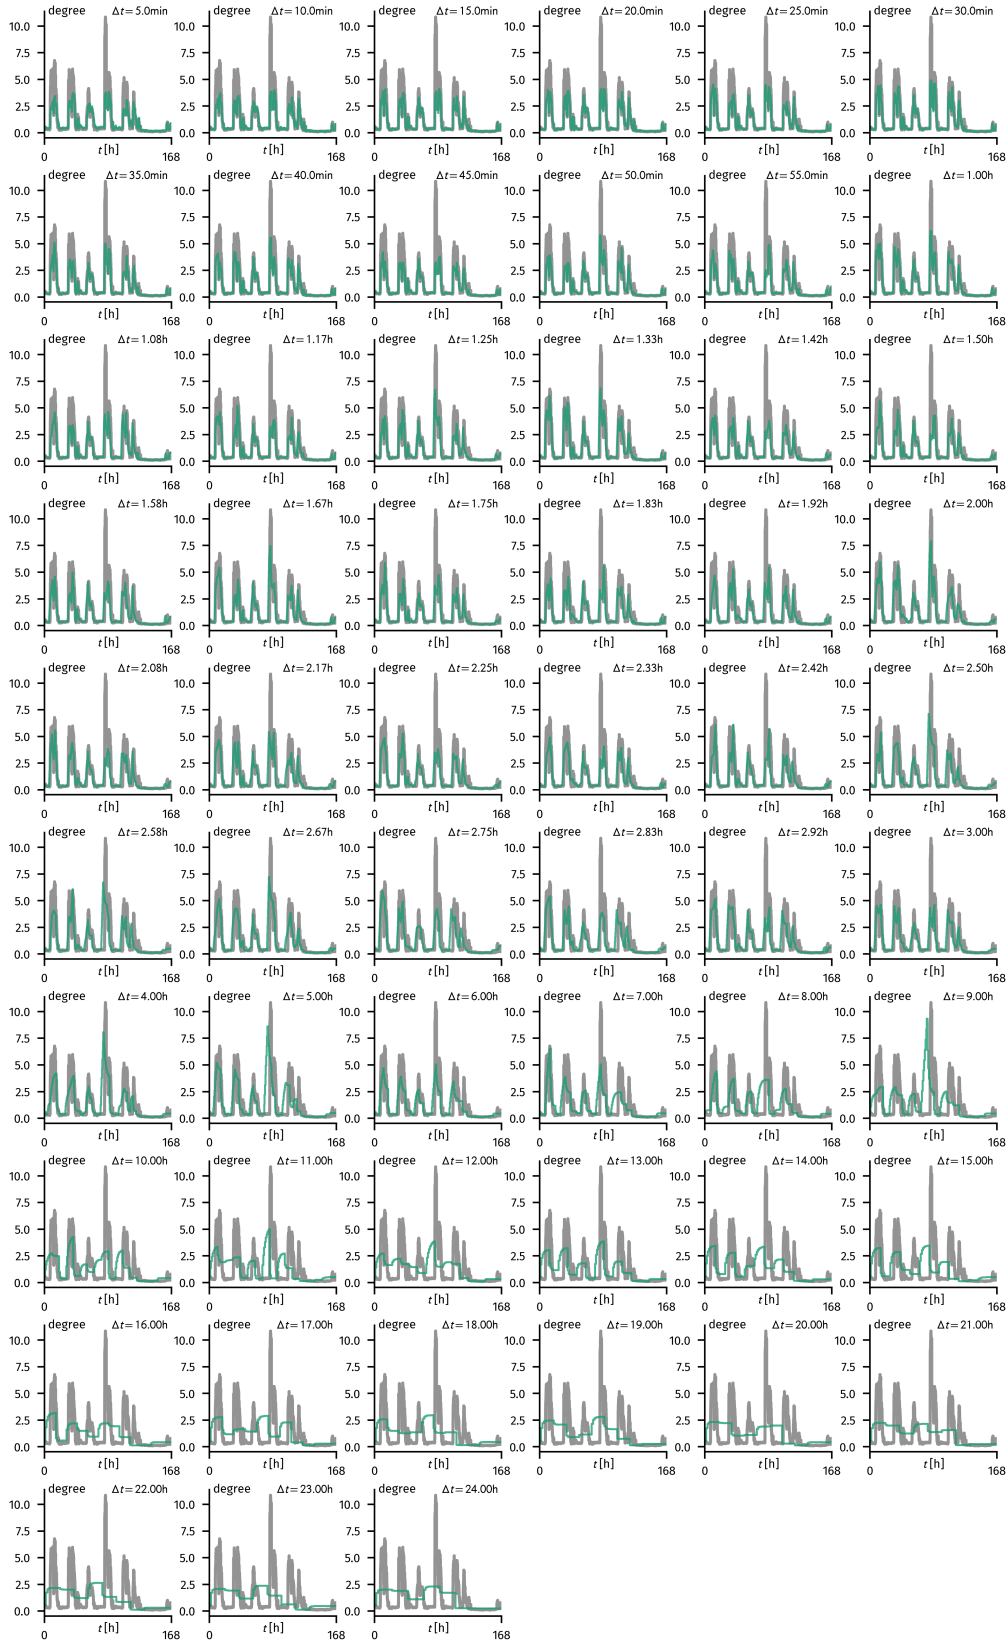 degree Δt = 5.0min degree Δt = 10.0min degree Δt = 15.0min degree Δt = 20.0min degree Δt = 25.0min degree Δt = 30.0min
10.0 10.0 10.0 10.0 10.0 10.0
7.5 7.5 7.5 7.5 7.5 7.5
5.0 5.0 5.0 5.0 5.0 5.0
2.5 2.5 2.5 2.5 2.5 2.5
0.0 0.0 0.0 0.0 0.0 0.0
0 t [h] 168 0 t [h] 168 0 t [h] 168 0 t [h] 168 0 t [h] 168 0 t [h] 168
degree Δt = 35.0min degree Δt = 40.0min degree Δt = 45.0min degree Δt = 50.0min degree Δt = 55.0min degree Δt = 1.00h
10.0 10.0 10.0 10.0 10.0 10.0
7.5 7.5 7.5 7.5 7.5 7.5
5.0 5.0 5.0 5.0 5.0 5.0
2.5 2.5 2.5 2.5 2.5 2.5
0.0 0.0 0.0 0.0 0.0 0.0
0 t [h] 168 0 t [h] 168 0 t [h] 168 0 t [h] 168 0 t [h] 168 0 t [h] 168
degree Δt = 1.08h degree Δt = 1.17h degree Δt = 1.25h degree Δt = 1.33h degree Δt = 1.42h degree Δt = 1.50h
10.0 10.0 10.0 10.0 10.0 10.0
7.5 7.5 7.5 7.5 7.5 7.5
5.0 5.0 5.0 5.0 5.0 5.0
2.5 2.5 2.5 2.5 2.5 2.5
0.0 0.0 0.0 0.0 0.0 0.0
0 t [h] 168 0 t [h] 168 0 t [h] 168 0 t [h] 168 0 t [h] 168 0 t [h] 168
degree Δt = 1.58h degree Δt = 1.67h degree Δt = 1.75h degree Δt = 1.83h degree Δt = 1.92h degree Δt = 2.00h
10.0 10.0 10.0 10.0 10.0 10.0
7.5 7.5 7.5 7.5 7.5 7.5
5.0 5.0 5.0 5.0 5.0 5.0
2.5 2.5 2.5 2.5 2.5 2.5
0.0 0.0 0.0 0.0 0.0 0.0
0 t [h] 168 0 t [h] 168 0 t [h] 168 0 t [h] 168 0 t [h] 168 0 t [h] 168
degree Δt = 2.08h degree Δt = 2.17h degree Δt = 2.25h degree Δt = 2.33h degree Δt = 2.42h degree Δt = 2.50h
10.0 10.0 10.0 10.0 10.0 10.0
7.5 7.5 7.5 7.5 7.5 7.5
5.0 5.0 5.0 5.0 5.0 5.0
2.5 2.5 2.5 2.5 2.5 2.5
0.0 0.0 0.0 0.0 0.0 0.0
0 t [h] 168 0 t [h] 168 0 t [h] 168 0 t [h] 168 0 t [h] 168 0 t [h] 168
degree Δt = 2.58h degree Δt = 2.67h degree Δt = 2.75h degree Δt = 2.83h degree Δt = 2.92h degree Δt = 3.00h
10.0 10.0 10.0 10.0 10.0 10.0
7.5 7.5 7.5 7.5 7.5 7.5
5.0 5.0 5.0 5.0 5.0 5.0
2.5 2.5 2.5 2.5 2.5 2.5
0.0 0.0 0.0 0.0 0.0 0.0
0 t [h] 168 0 t [h] 168 0 t [h] 168 0 t [h] 168 0 t [h] 168 0 t [h] 168
degree Δt = 4.00h degree Δt = 5.00h degree Δt = 6.00h degree Δt = 7.00h degree Δt = 8.00h degree Δt = 9.00h
10.0 10.0 10.0 10.0 10.0 10.0
7.5 7.5 7.5 7.5 7.5 7.5
5.0 5.0 5.0 5.0 5.0 5.0
2.5 2.5 2.5 2.5 2.5 2.5
0.0 0.0 0.0 0.0 0.0 0.0
0 t [h] 168 0 t [h] 168 0 t [h] 168 0 t [h] 168 0 t [h] 168 0 t [h] 168
degree Δt = 10.00h degree Δt = 11.00h degree Δt = 12.00h degree Δt = 13.00h degree Δt = 14.00h degree Δt = 15.00h
10.0 10.0 10.0 10.0 10.0 10.0
7.5 7.5 7.5 7.5 7.5 7.5
5.0 5.0 5.0 5.0 5.0 5.0
2.5 2.5 2.5 2.5 2.5 2.5
0.0 0.0 0.0 0.0 0.0 0.0
0 t [h] 168 0 t [h] 168 0 t [h] 168 0 t [h] 168 0 t [h] 168 0 t [h] 168
degree Δt = 16.00h degree Δt = 17.00h degree Δt = 18.00h degree Δt = 19.00h degree Δt = 20.00h degree Δt = 21.00h
10.0 10.0 10.0 10.0 10.0 10.0
7.5 7.5 7.5 7.5 7.5 7.5
5.0 5.0 5.0 5.0 5.0 5.0
2.5 2.5 2.5 2.5 2.5 2.5
0.0 0.0 0.0 0.0 0.0 0.0
0 t [h] 168 0 t [h] 168 0 t [h] 168 0 t [h] 168 0 t [h] 168 0 t [h] 168
degree Δt = 22.00h degree Δt = 23.00h degree Δt = 24.00h
10.0 10.0 10.0
7.5 7.5 7.5
5.0 5.0 5.0
2.5 2.5 2.5
0.0 0.0 0.0
0 t [h] 168 0 t [h] 168 0 t [h] 168